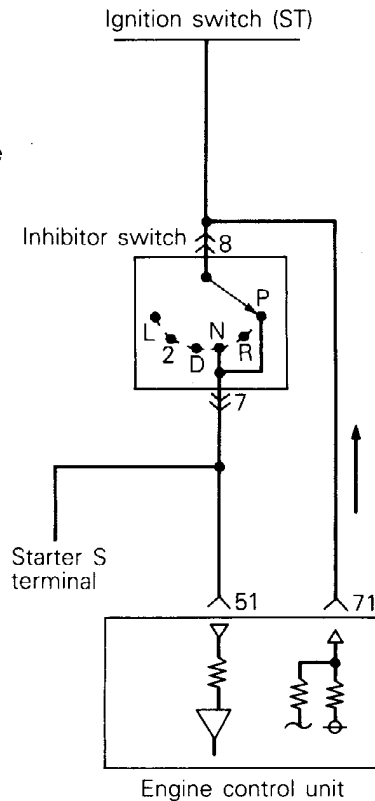 Ignition switch (ST)
e
Inhibitor switch
8
P
L
2
D
N
R
7
Starter S
terminal
51
71
Engine control unit